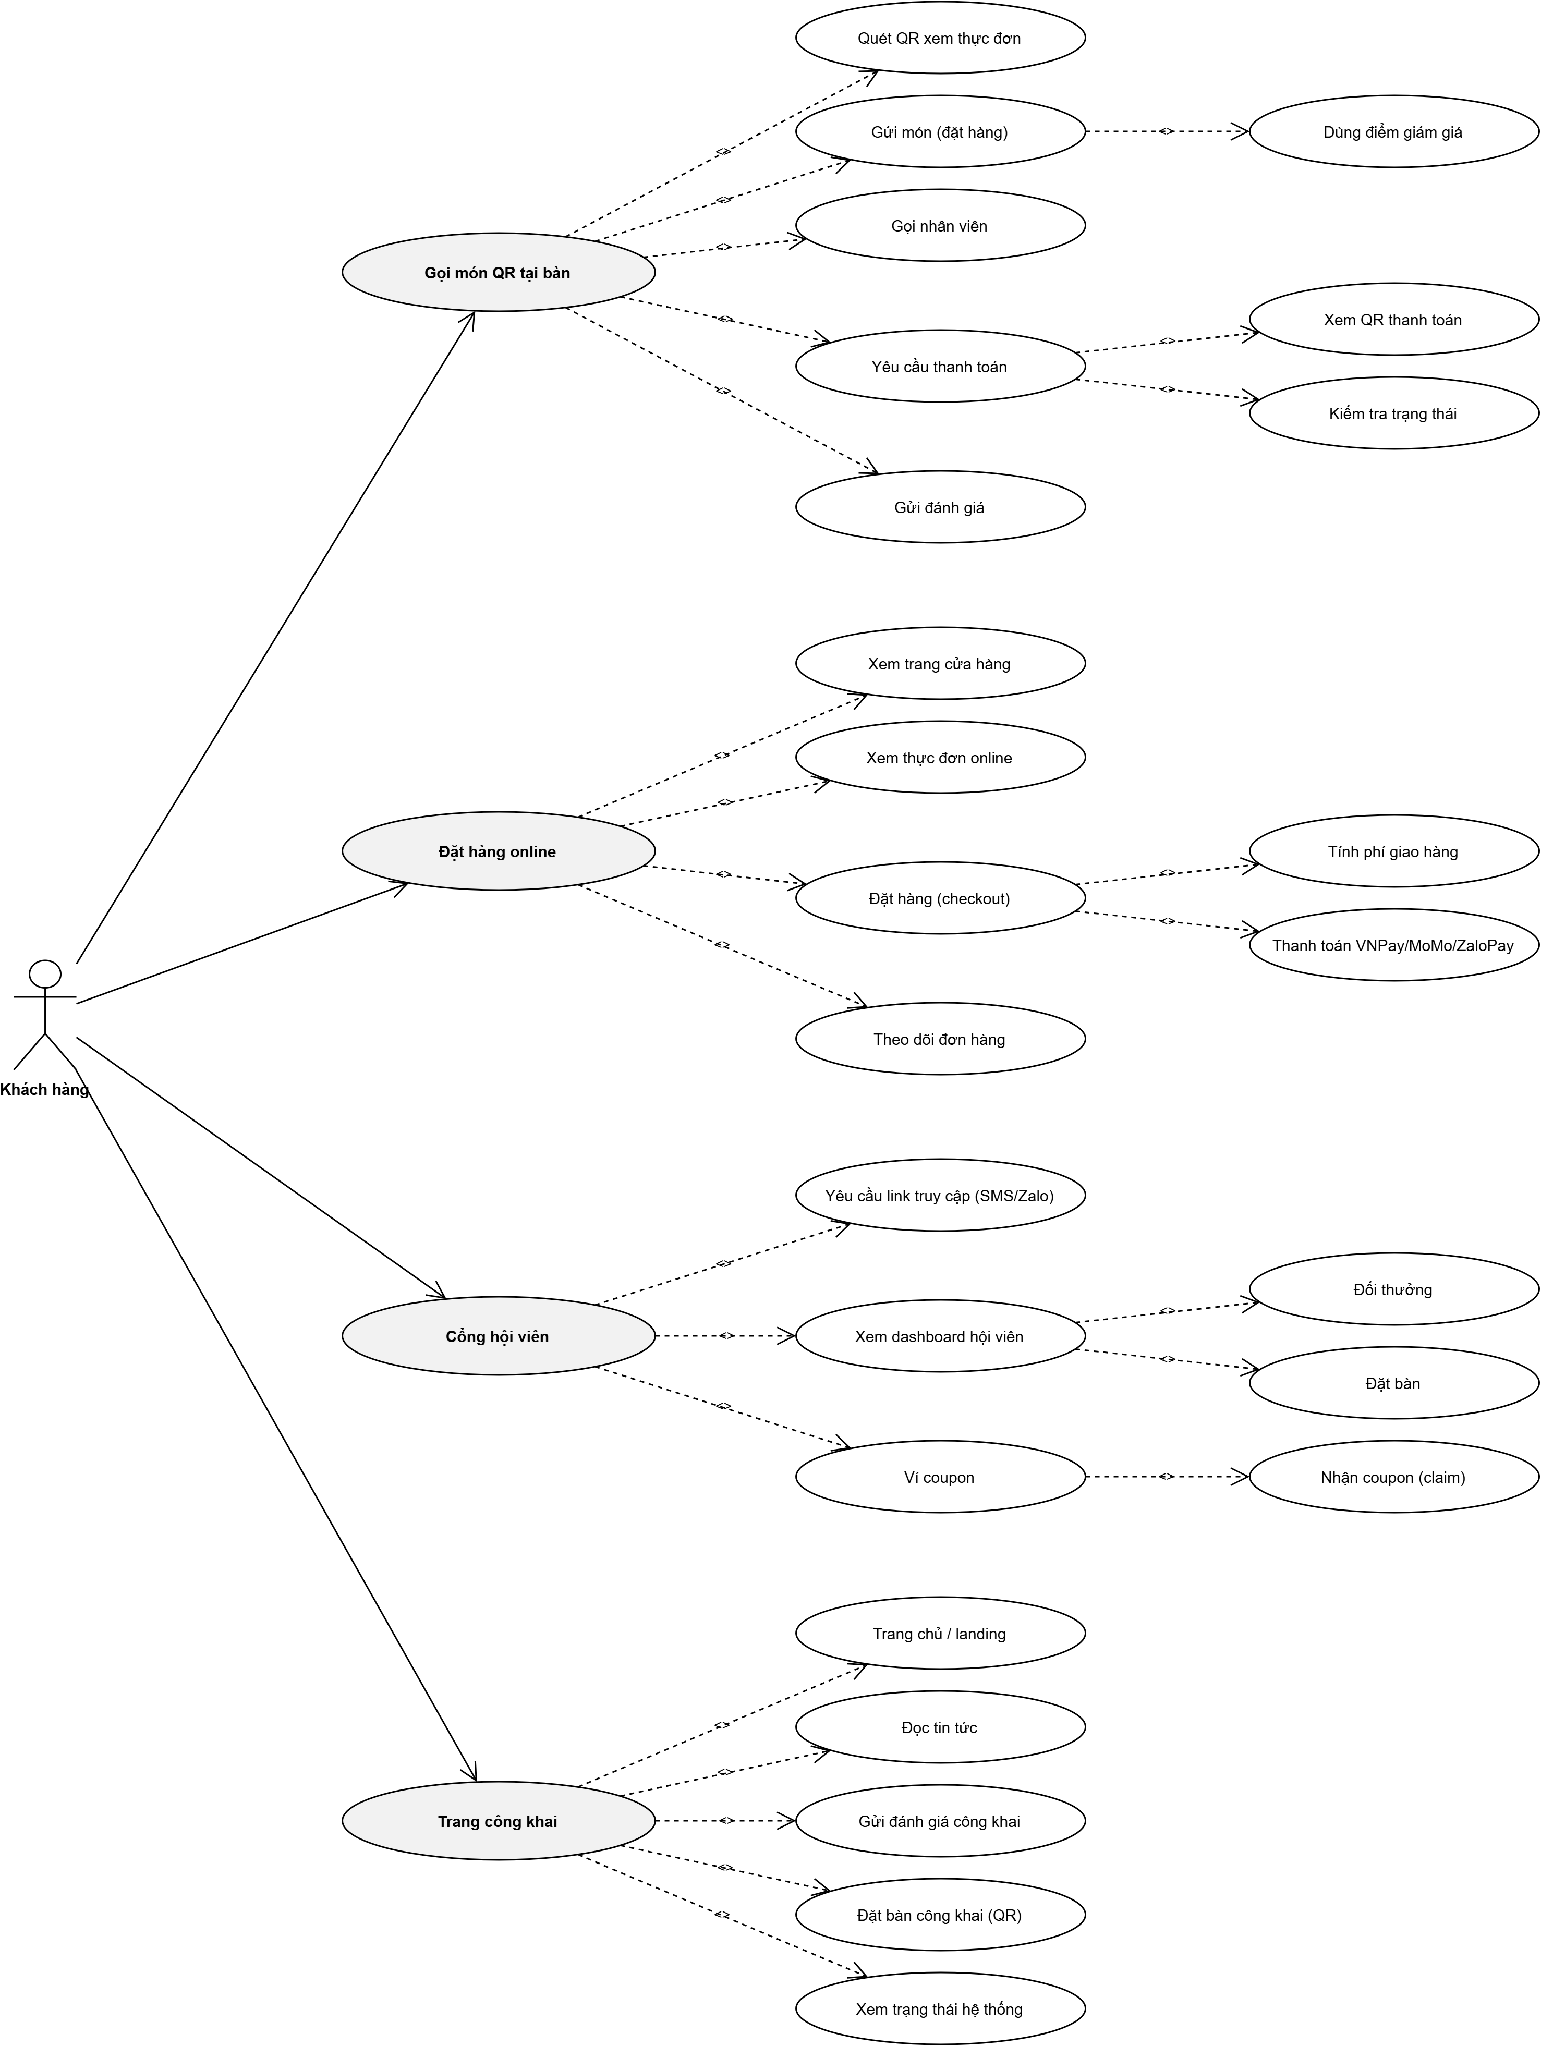 Quét QR xem thực đơn
Gửi món (đặt hàng)
Dùng điểm giảm giá
Gọi nhân viên
Gọi món QR tại bàn
Xem QR thanh toán
Yêu cầu thanh toán
Kiểm tra trạng thái
Gửi đánh giá
Xem trang cửa hàng
Xem thực đơn online
Đặt hàng online
Tính phí giao hàng
Đặt hàng (checkout)
Thanh toán VNPay/MoMo/ZaloPay
Theo dõi đơn hàng
Khách hàng
Yêu cầu link truy cập (SMS/Zalo)
Đổi thưởng
Cổng hội viên
Xem dashboard hội viên
Đặt bàn
Ví coupon
Nhận coupon (claim)
Trang chủ / landing
Đọc tin tức
Trang công khai
Gửi đánh giá công khai
Đặt bàn công khai (QR)
Xem trạng thái hệ thống